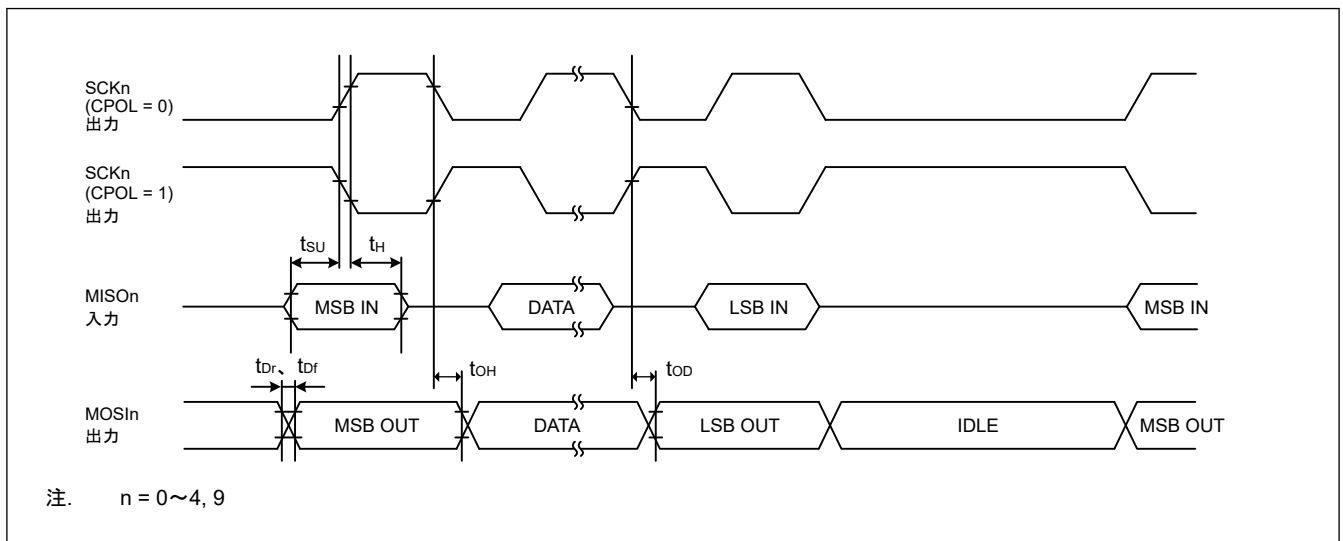 SCKn
(CPOL = 0)
出力
SCKn
(CPOL = 1)
出力
tSU
tH
MISOn
入力
MSB IN
DATA
LSB IN
MSB IN
tDr、tDf
tOH
tOD
MOSIn
出力
MSB OUT
DATA
LSB OUT
IDLE
MSB OUT
注. n = 0～4, 9